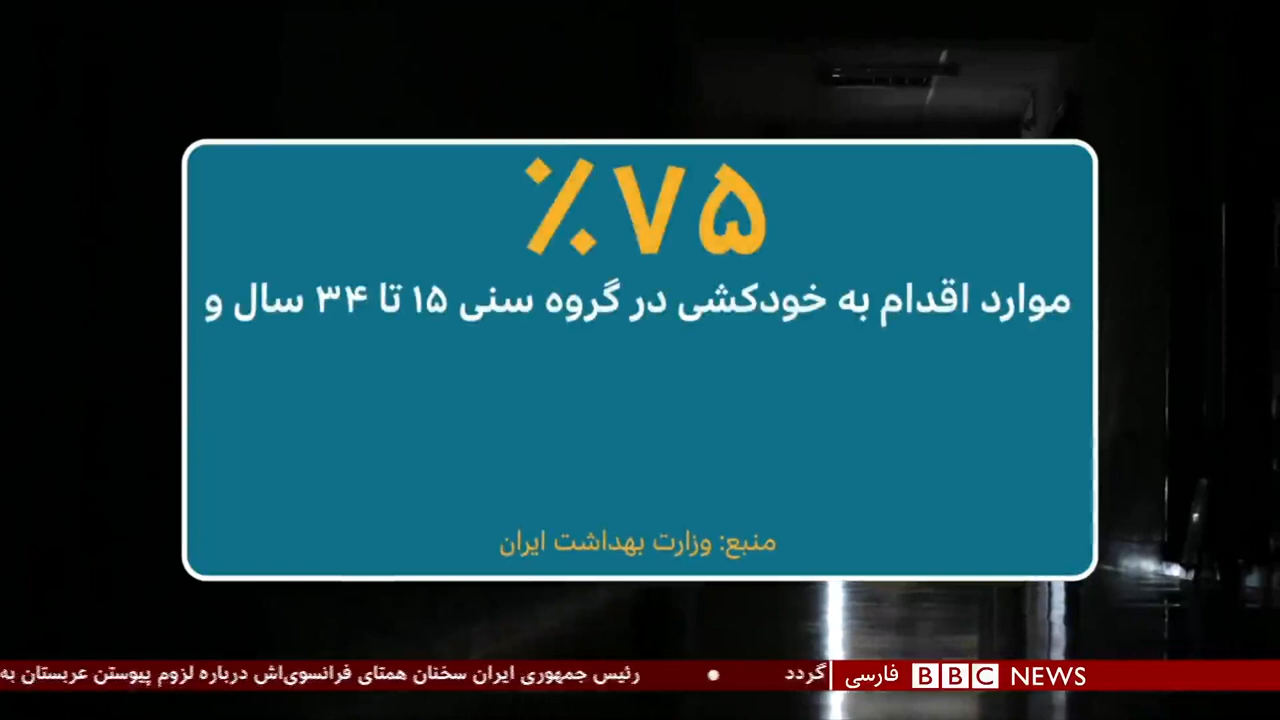 ٪۷۵
موارد اقدام به خودکشی در گروه سنی ۱۵ تا ۳۴ سال و
منبع: وزارت بهداشت ایران
BBC NEWS فارسی
گردد • رئیس جمهوری ایران سخنان همتای فرانسوی‌اش درباره لزوم پیوستن عربستان به